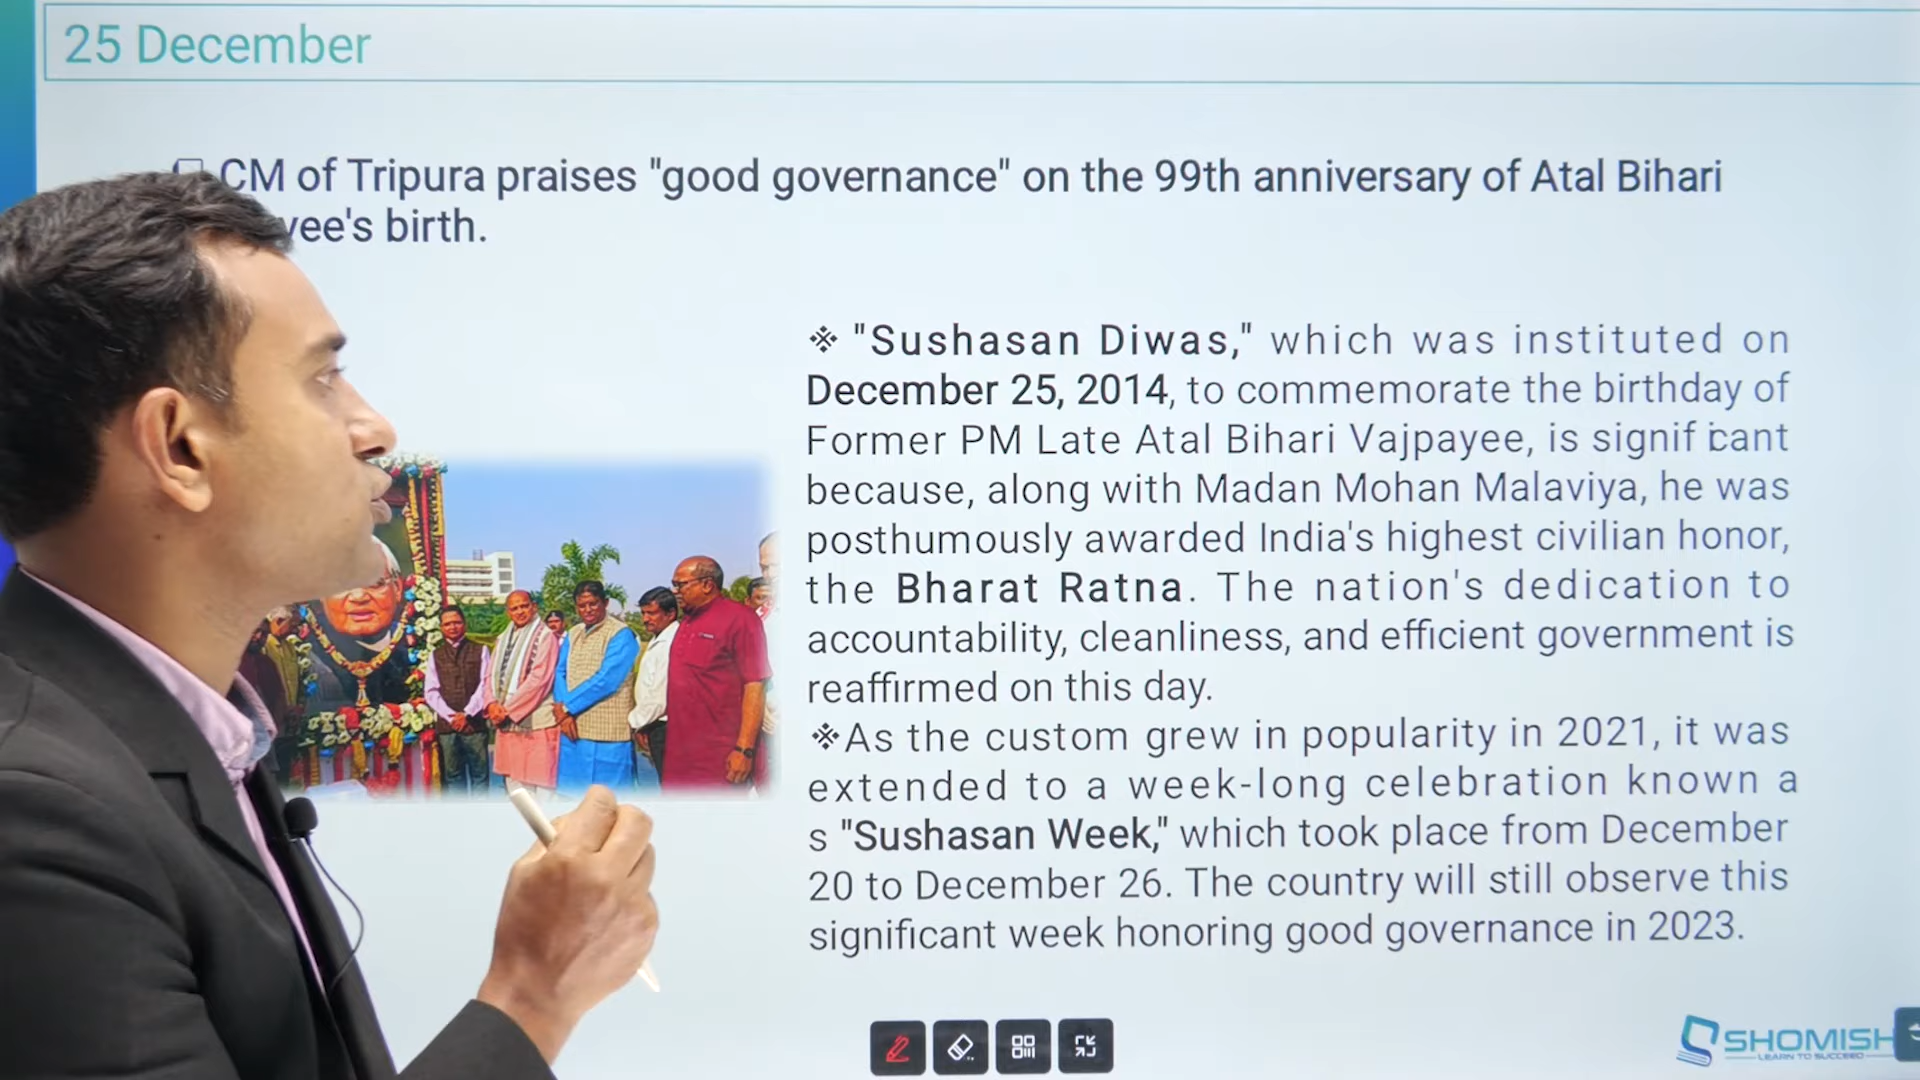 25 December
CM of Tripura praises "good governance" on the 99th anniversary of Atal Bihari
yee's birth.
"Sushasan Diwas," which was instituted on
December 25, 2014, to commemorate the birthday of
Former PM Late Atal Bihari Vajpayee, is signif icant
because, along with Madan Mohan Malaviya, he was
posthumously awarded India's highest civilian honor,
the Bharat Ratna. The nation's dedication to
accountability, cleanliness, and efficient government is
reaffirmed on this day.
As the custom grew in popularity in 2021, it was
extended to a week-long celebration known a
s "Sushasan Week," which took place from December
20 to December 26. The country will still observe this
significant week honoring good governance in 2023.
SHOMISH
LEARN TO SUCCEED